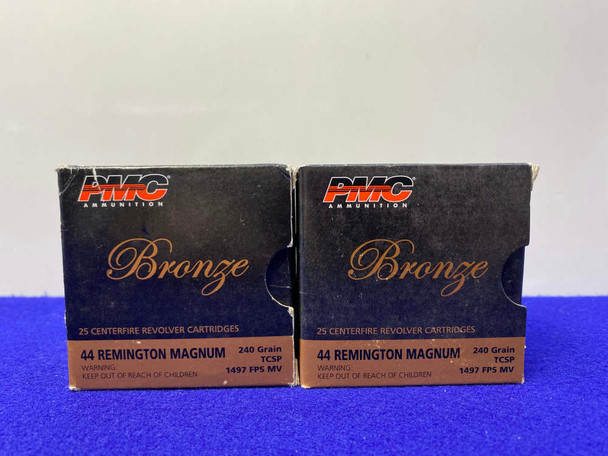 PMC®
AMMUNITION
Bronze
25 CENTERFIRE REVOLVER CARTRIDGES
44 REMINGTON MAGNUM 240 Grain
TCSP
WARNING: 1497 FPS MV
KEEP OUT OF REACH OF CHILDREN
PMC®
AMMUNITION
Bronze
25 CENTERFIRE REVOLVER CARTRIDGES
44 REMINGTON MAGNUM 240 Grain
TCSP
WARNING: 1497 FPS MV
KEEP OUT OF REACH OF CHILDREN